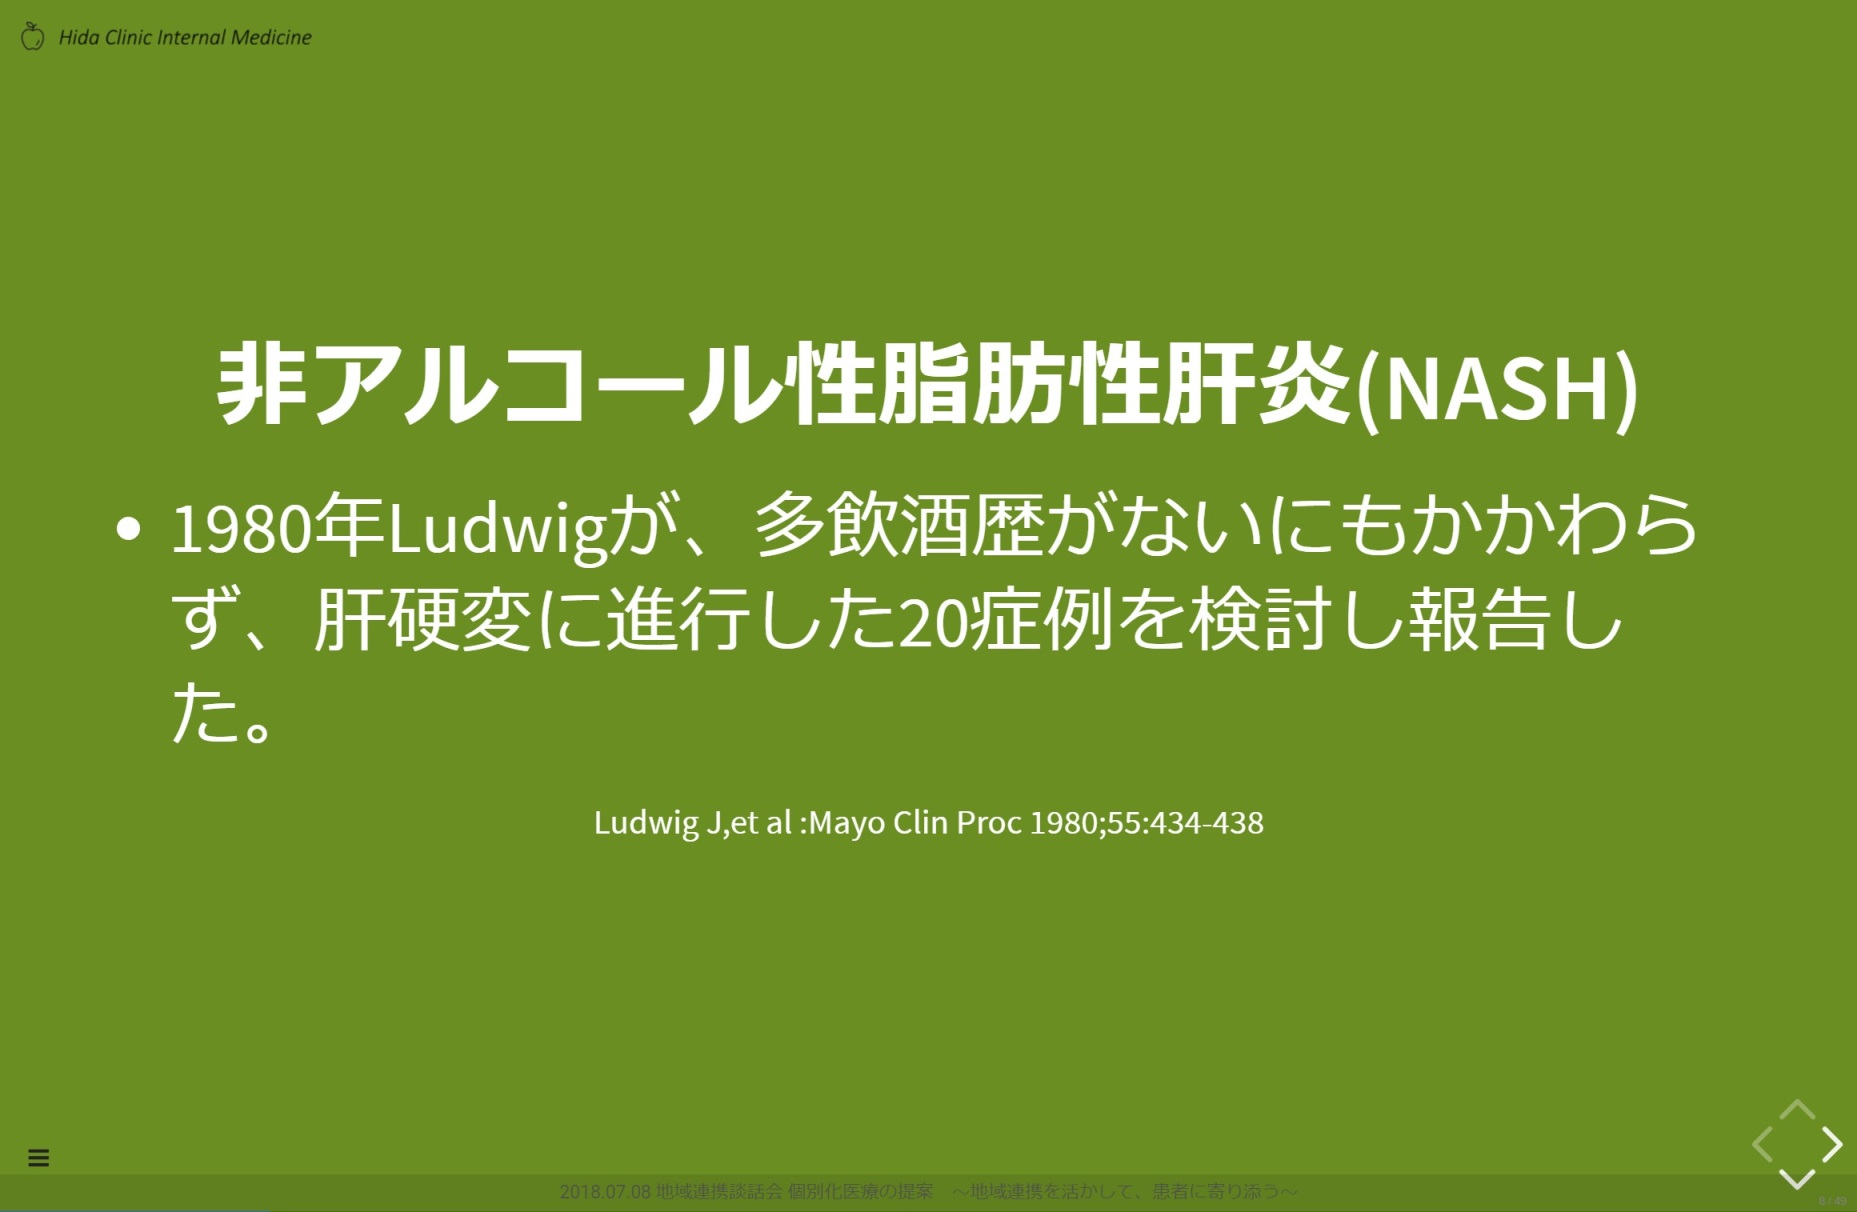 Hida Clinic Internal Medicine
非アルコール性脂肪性肝炎(NASH)
• 1980年Ludwigが、多飲酒歴がないにもかかわら
ず、肝硬変に進行した20症例を検討し報告し
た。
Ludwig J,et al :Mayo Clin Proc 1980;55:434-438
2018.07.08 地域連携談話会 個別化医療の提案　〜地域連携を活かして、患者に寄り添う〜
8 / 49